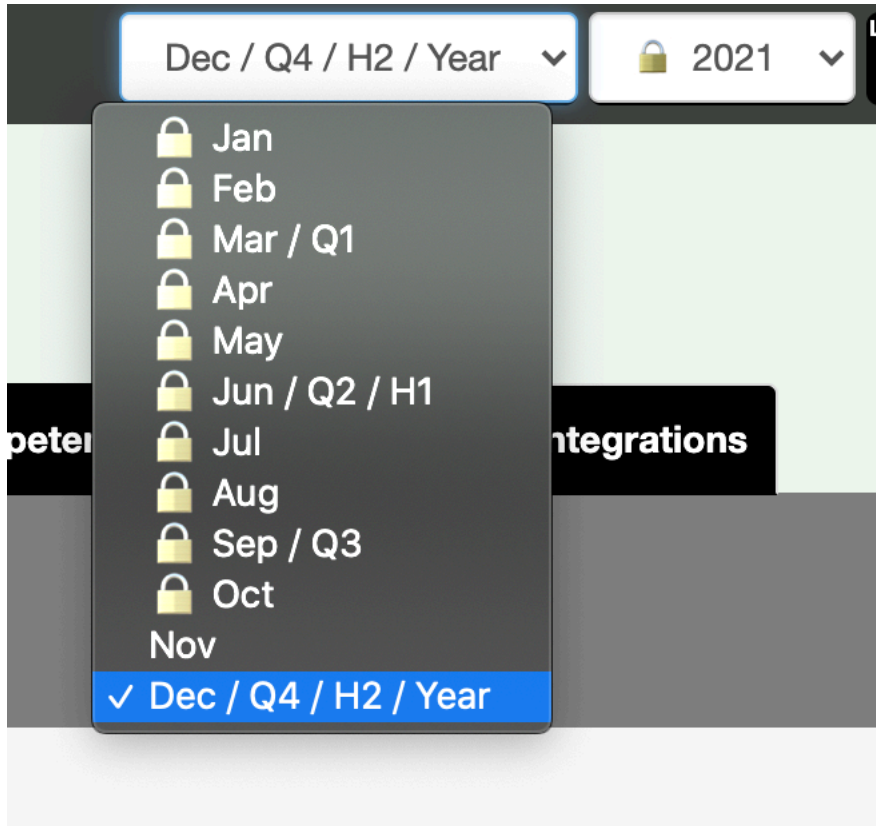 Dec / Q4 / H2 / Year
🔒 2021
🔒 Jan
🔒 Feb
🔒 Mar / Q1
🔒 Apr
🔒 May
🔒 Jun / Q2 / H1
🔒 Jul
🔒 Aug
🔒 Sep / Q3
🔒 Oct
Nov
✓ Dec / Q4 / H2 / Year